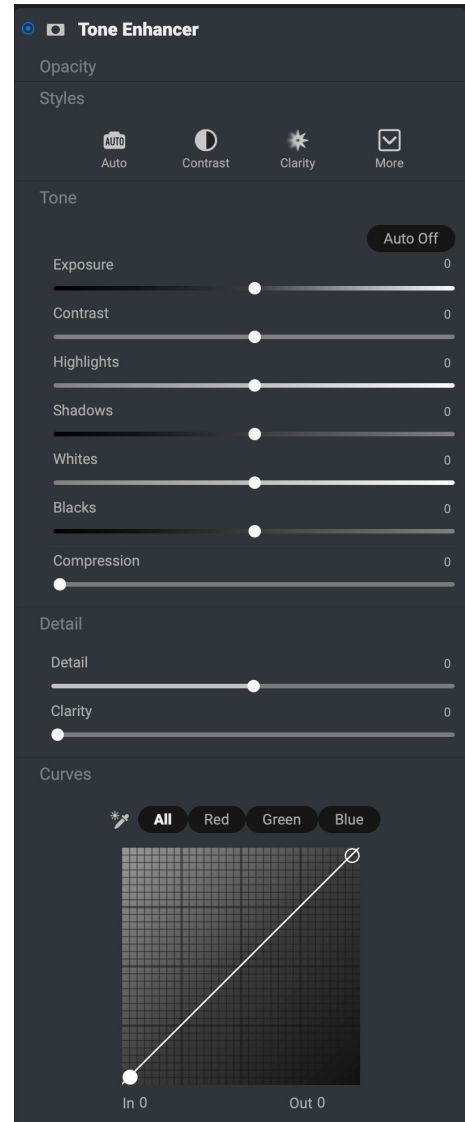 Tone Enhancer
Opacity
Styles
AUTO
Auto Contrast Clarity More
Tone
Auto Off
Exposure 0
Contrast 0
Highlights 0
Shadows 0
Whites 0
Blacks 0
Compression 0
Detail
Detail 0
Clarity 0
Curves
All Red Green Blue
In 0 Out 0